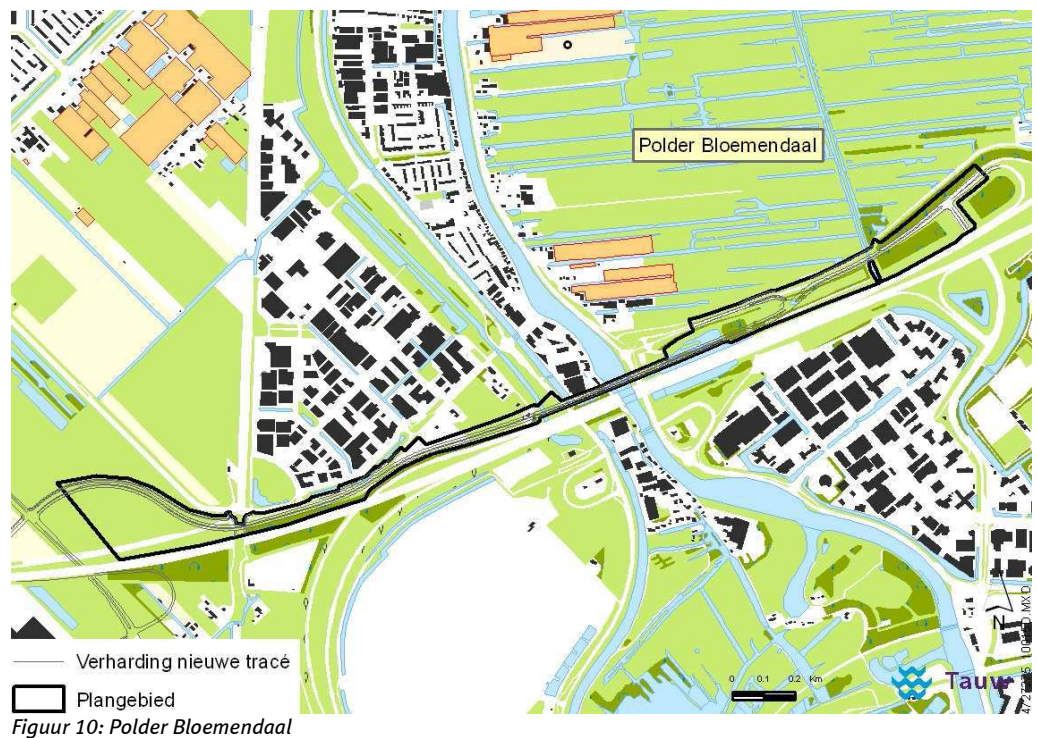 Polder Bloemendaal
Verharding nieuwe tracé
Plangebied
0 0.1 0.2 Km
N
Tauw
Figuur 10: Polder Bloemendaal